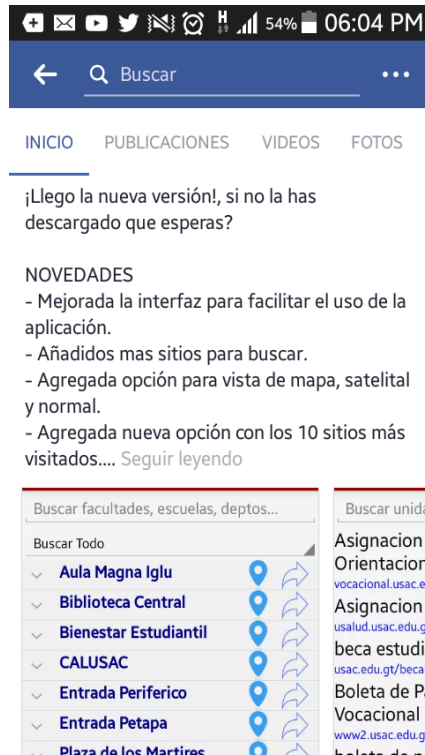 54% 06:04 PM
Buscar
INICIO PUBLICACIONES VIDEOS FOTOS
¡Llego la nueva versión!, si no la has
descargado que esperas?
NOVEDADES
- Mejorada la interfaz para facilitar el uso de la
aplicación.
- Añadidos mas sitios para buscar.
- Agregada opción para vista de mapa, satelital
y normal.
- Agregada nueva opción con los 10 sitios más
visitados.... Seguir leyendo
Buscar facultades, escuelas, deptos...
Buscar Todo
Aula Magna Iglu
Biblioteca Central
Bienestar Estudiantil
CALUSAC
Entrada Periferico
Entrada Petapa
Plaza de los Martires
Buscar unida
Asignacion
Orientacion
vocacional.usac.e
Asignacion
usalud.usac.edu.g
beca estudi
usac.edu.gt/beca
Boleta de P
Vocacional
www2.usac.edu.g